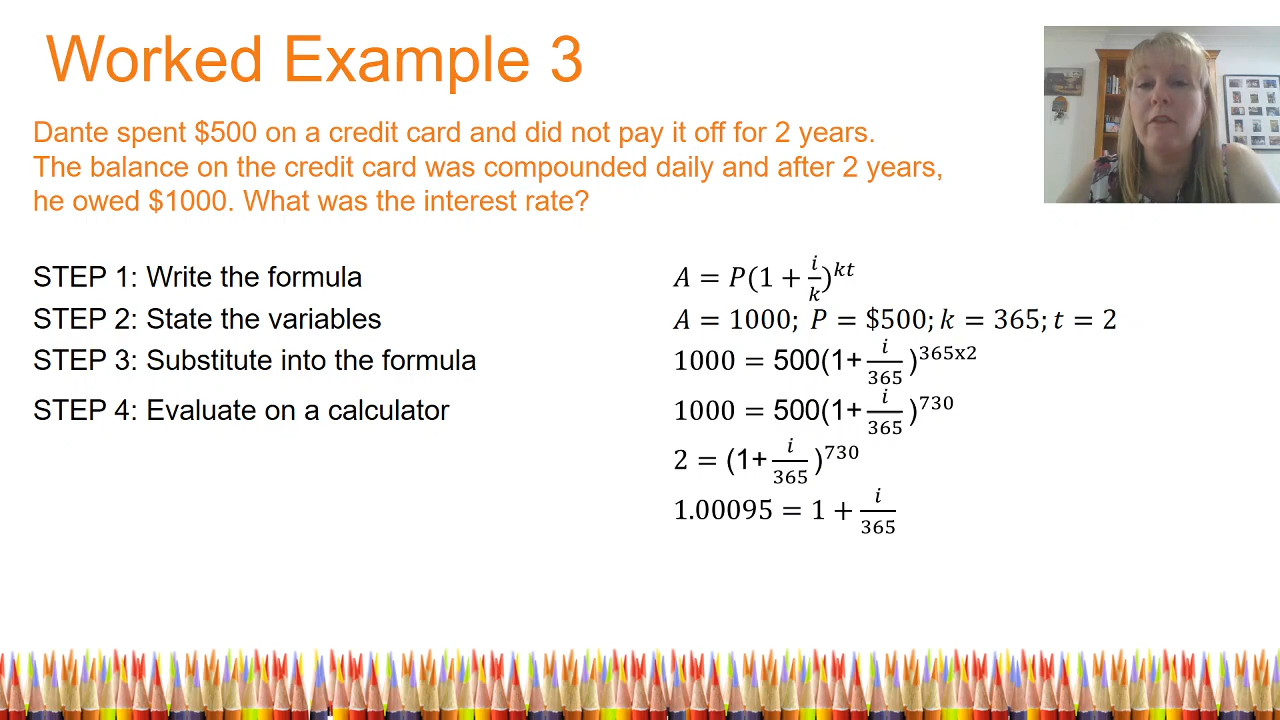 Worked Example 3
Dante spent $500 on a credit card and did not pay it off for 2 years.
The balance on the credit card was compounded daily and after 2 years,
he owed $1000. What was the interest rate?
STEP 1: Write the formula
A = P(1 + i/k)^kt
STEP 2: State the variables
A = 1000; P = $500; k = 365; t = 2
STEP 3: Substitute into the formula
1000 = 500(1+ i/365)^365x2
STEP 4: Evaluate on a calculator
1000 = 500(1+ i/365)^730
2 = (1+ i/365)^730
1.00095 = 1 + i/365